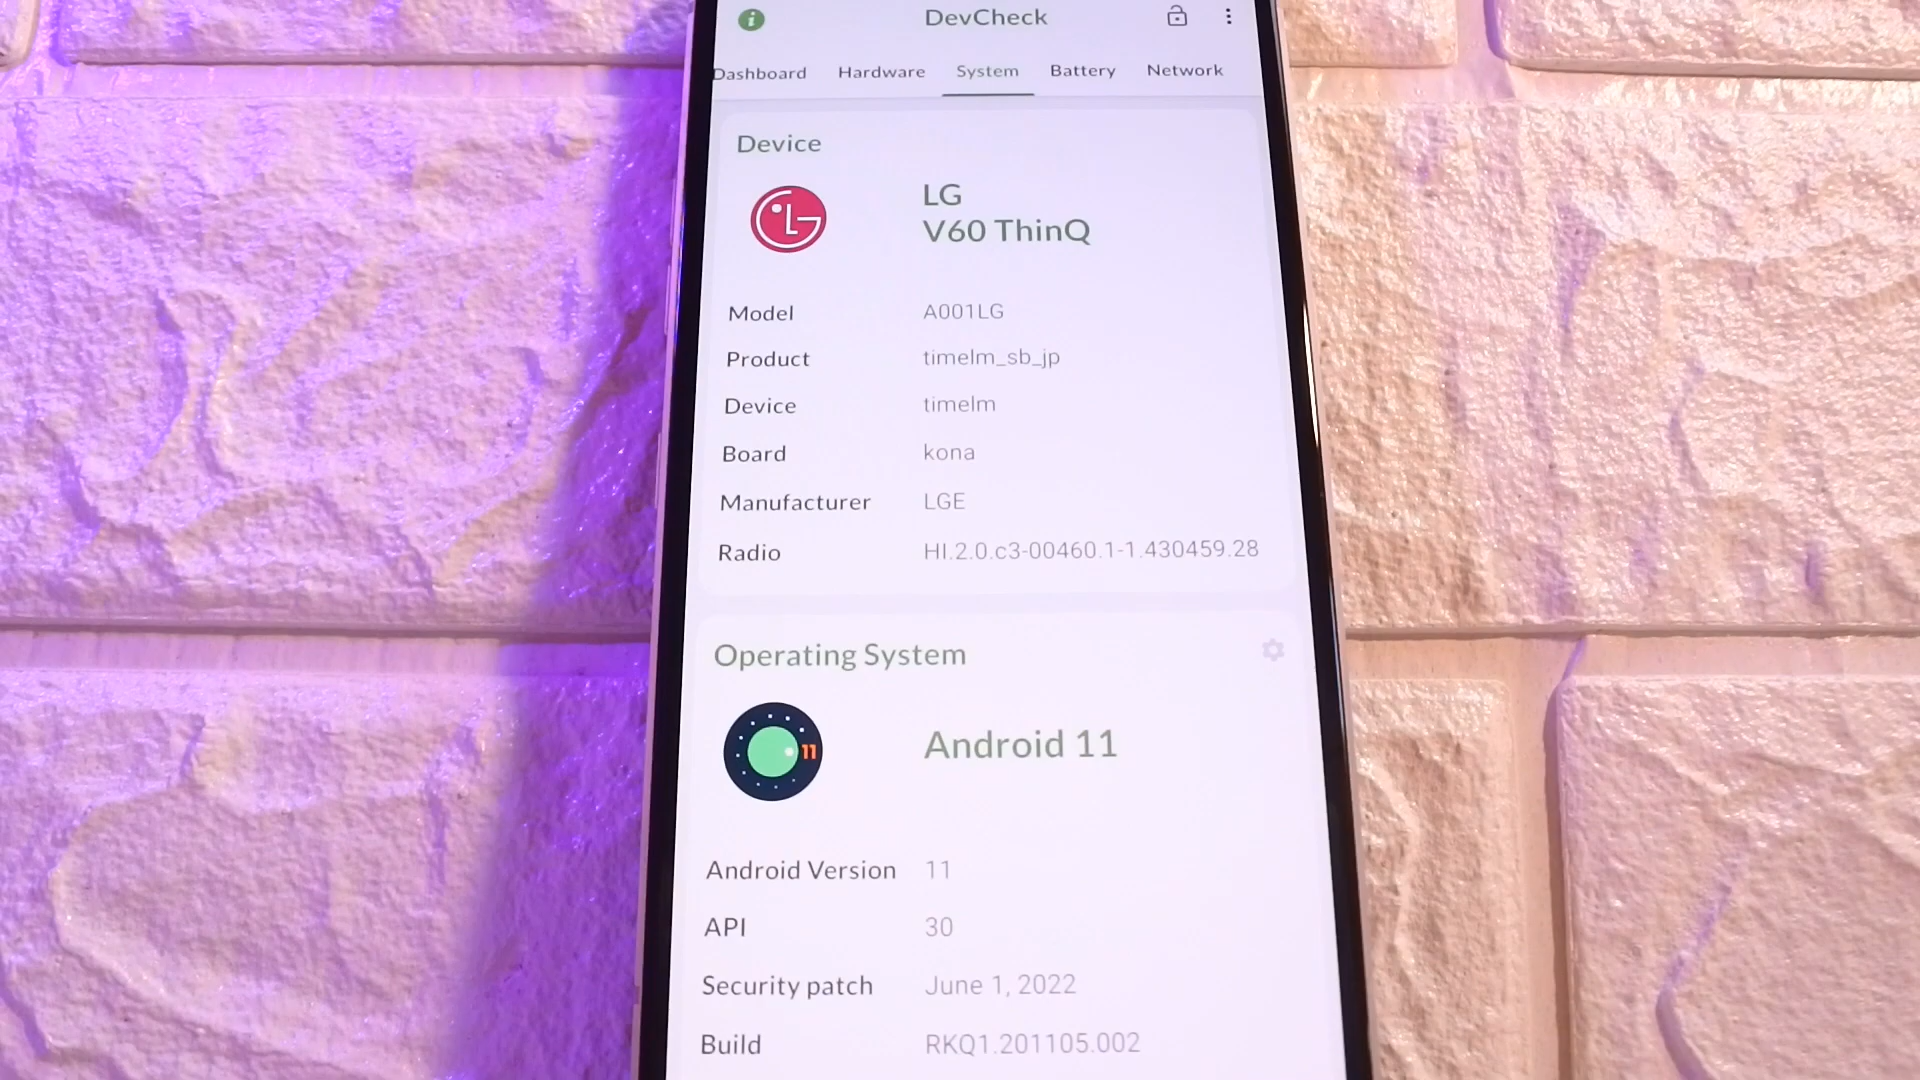 DevCheck
Dashboard Hardware System Battery Network
Device
LG
V60 ThinQ
Model A001LG
Product timelm_sb_jp
Device timelm
Board kona
Manufacturer LGE
Radio HI.2.0.c3-00460.1-1.430459.28
Operating System
11
Android 11
Android Version 11
API 30
Security patch June 1, 2022
Build RKQ1.201105.002